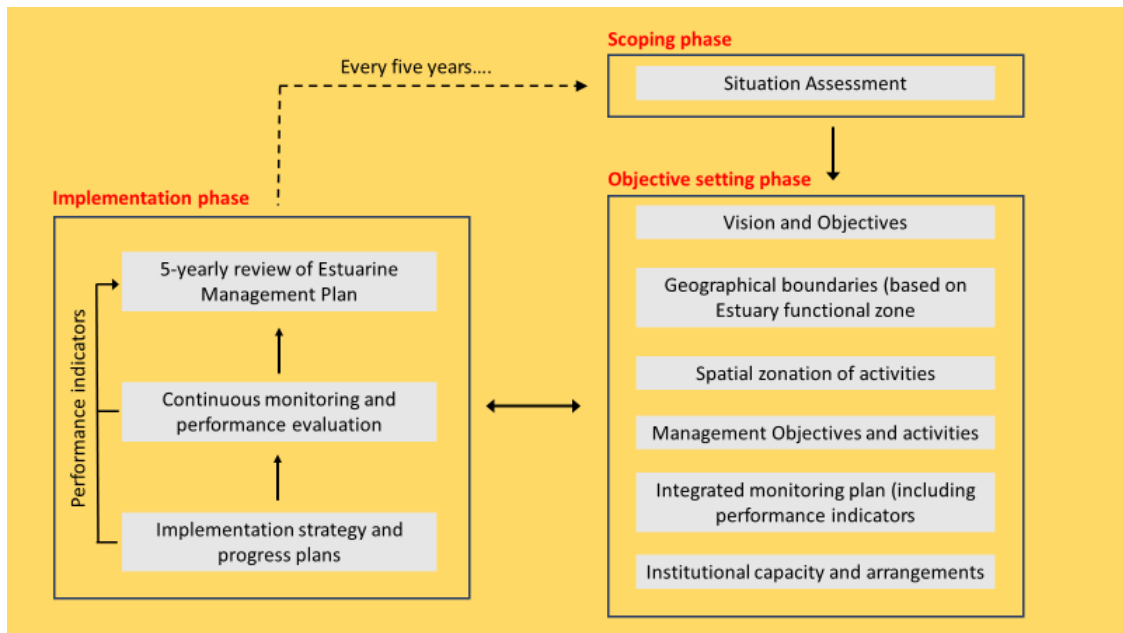 Scoping phase
Every five years....
Situation Assessment
Objective setting phase
Implementation phase
Vision and Objectives
5-yearly review of Estuarine
Management Plan
Geographical boundaries (based on
Estuary functional zone
Performance indicators
Spatial zonation of activities
Continuous monitoring and
performance evaluation
Management Objectives and activities
Integrated monitoring plan (including
performance indicators
Implementation strategy and
progress plans
Institutional capacity and arrangements